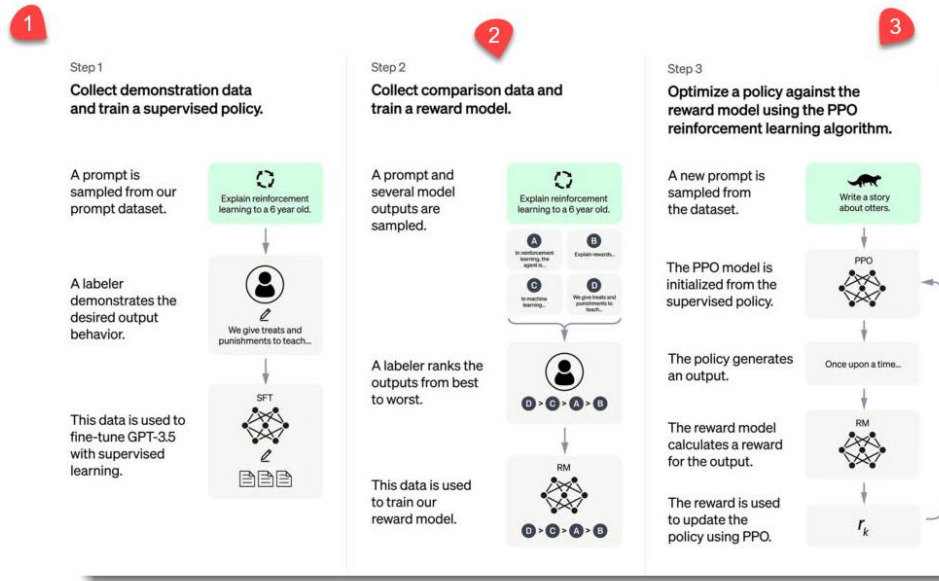 1
2
3
Step 1
Collect demonstration data
and train a supervised policy.
A prompt is
sampled from our
prompt dataset.
Explain reinforcement
learning to a 6 year old.
A labeler
demonstrates the
desired output
behavior.
We give treats and
punishments to teach...
This data is used to
fine-tune GPT-3.5
with supervised
learning.
SFT
Step 2
Collect comparison data and
train a reward model.
A prompt and
several model
outputs are
sampled.
Explain reinforcement
learning to a 6 year old.
A
In reinforcement
learning, the
agent is...
B
Explain rewards...
C
In machine
learning...
D
We give treats and
punishments to
teach...
A labeler ranks the
outputs from best
to worst.
D > C > A > B
This data is used
to train our
reward model.
RM
D > C > A > B
Step 3
Optimize a policy against the
reward model using the PPO
reinforcement learning algorithm.
A new prompt is
sampled from
the dataset.
Write a story
about otters.
The PPO model is
initialized from the
supervised policy.
PPO
The policy generates
an output.
Once upon a time...
The reward model
calculates a reward
for the output.
RM
The reward is used
to update the
policy using PPO.
rk